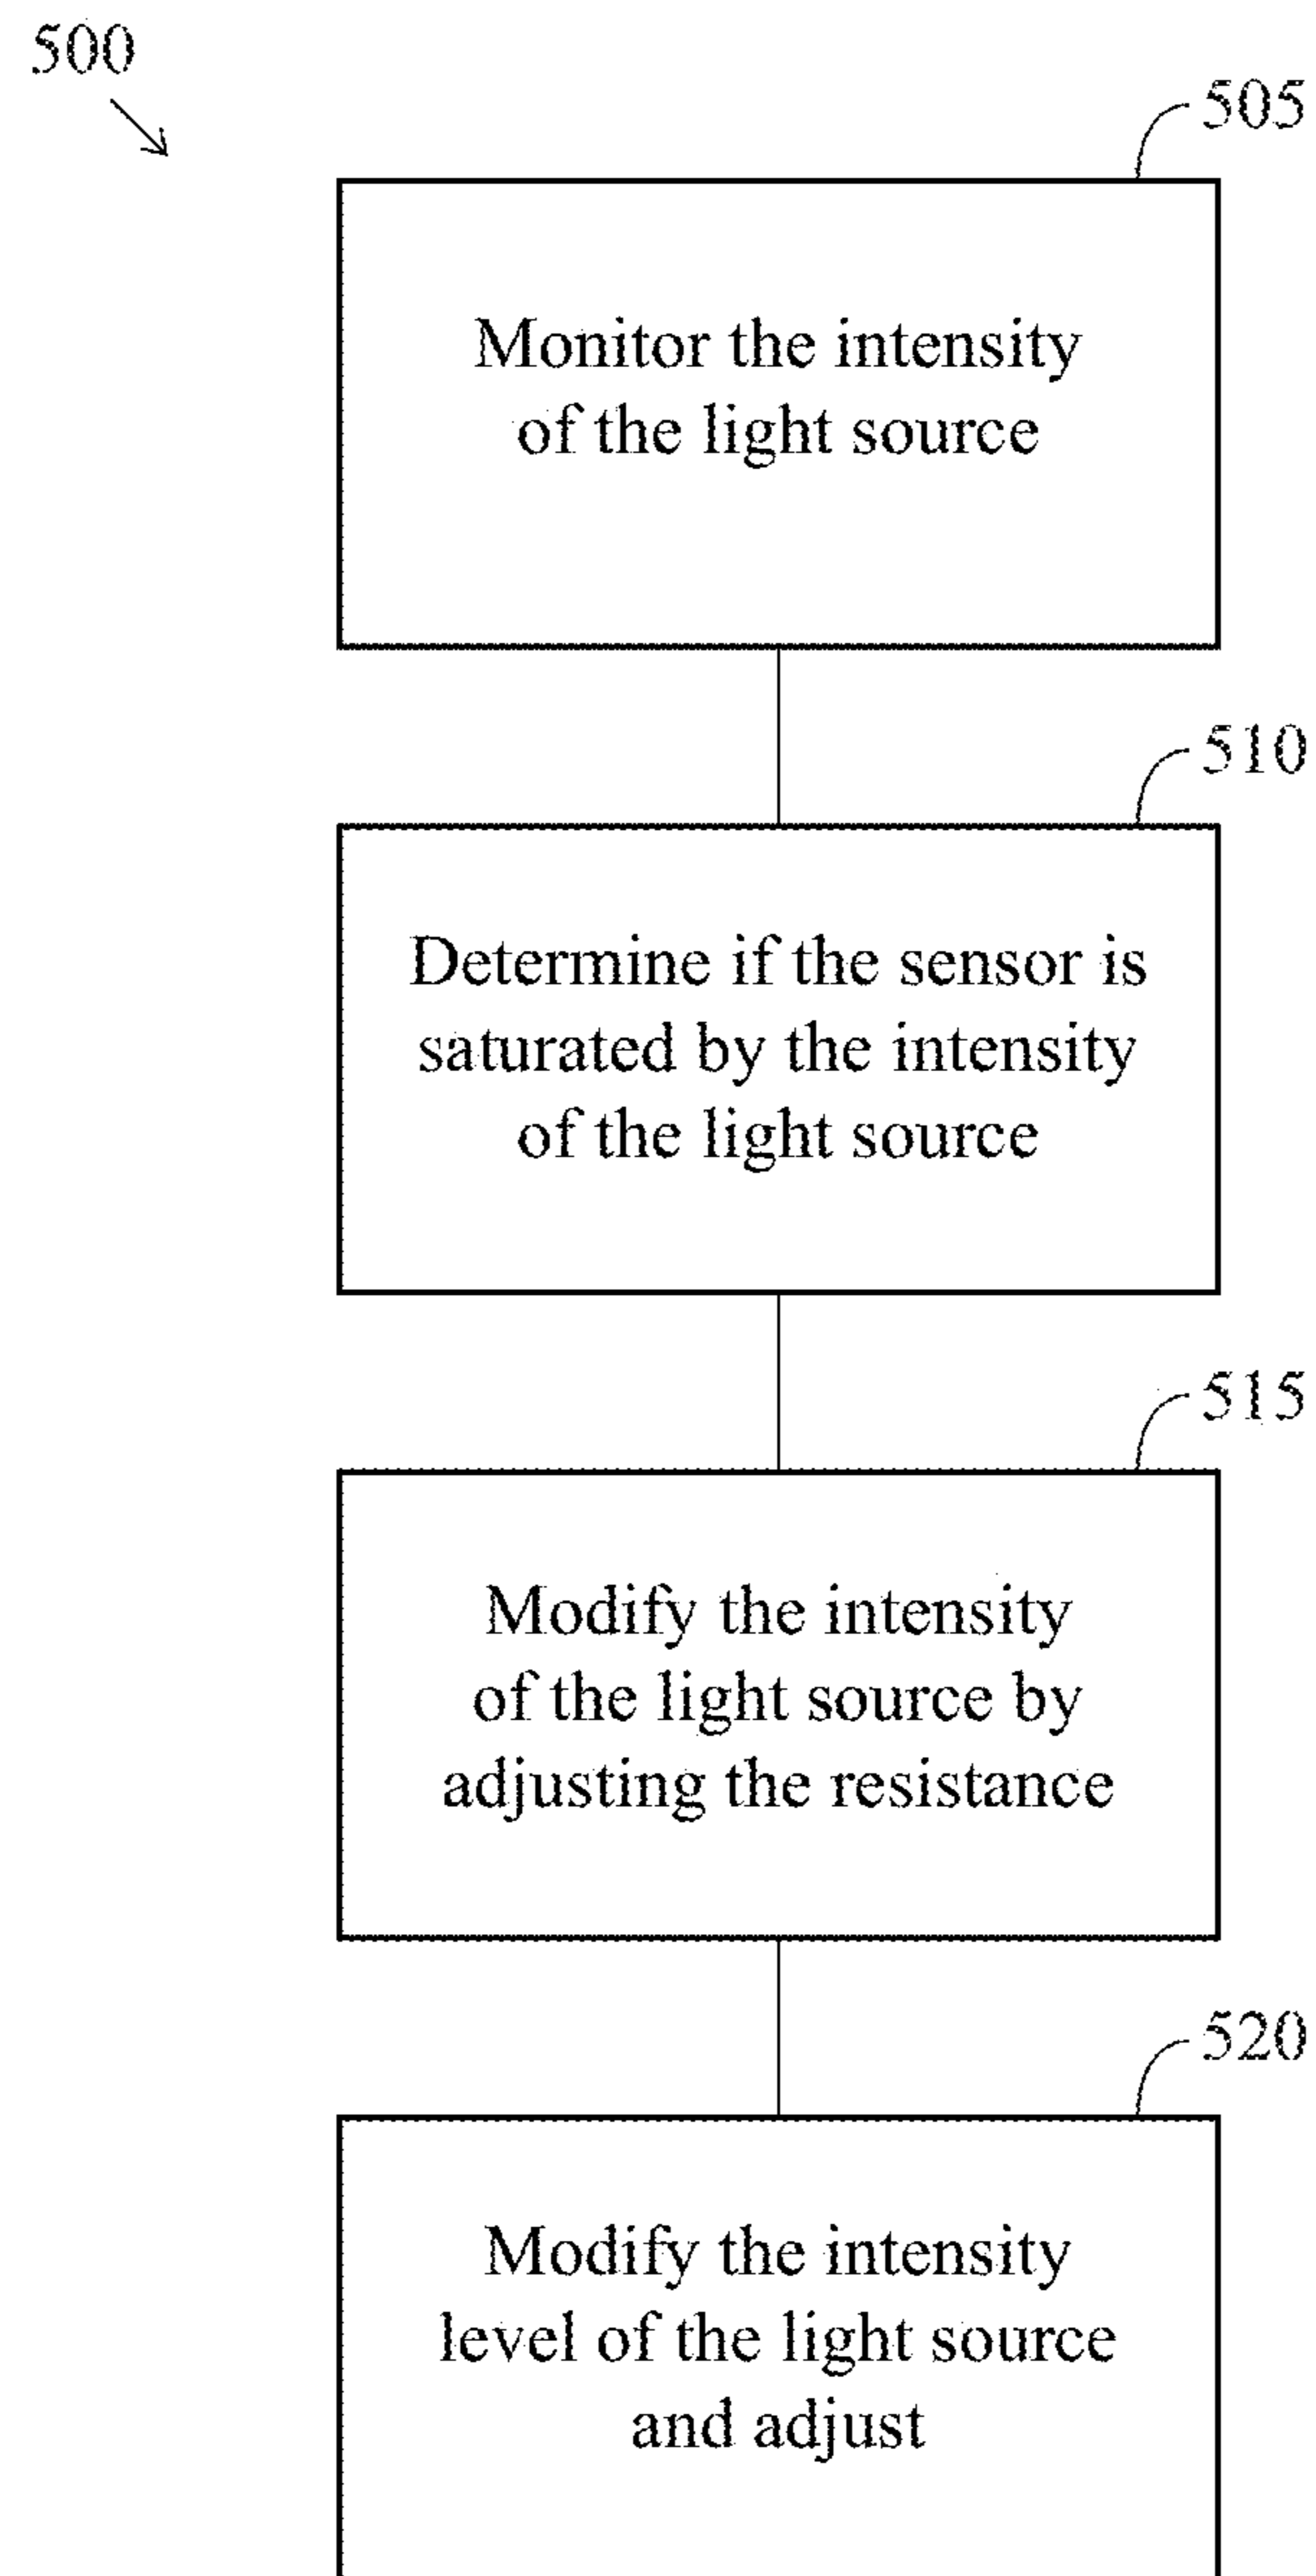 500
505
Monitor the intensity
of the light source
510
Determine if the sensor is
saturated by the intensity
of the light source
515
Modify the intensity
of the light source by
adjusting the resistance
520
Modify the intensity
level of the light source
and adjust